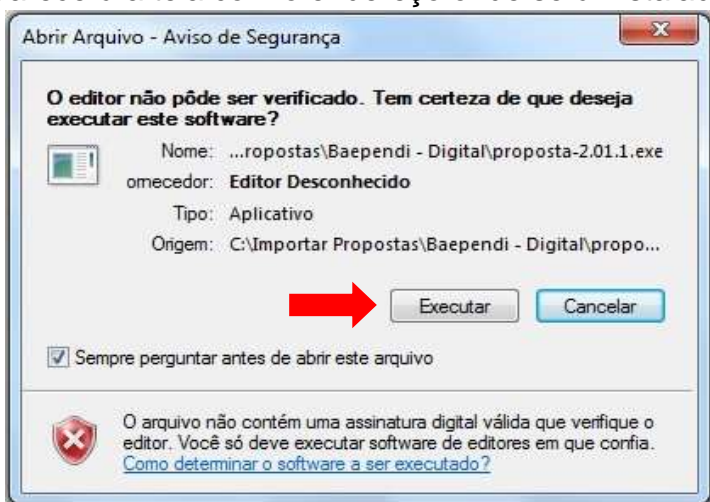 Abrir Arquivo - Aviso de Segurança
O editor não pôde ser verificado. Tem certeza de que deseja
executar este software?
Nome: ...ropostas\Baependi - Digital\proposta-2.01.1.exe
omecedor: Editor Desconhecido
Tipo: Aplicativo
Origem: C:\Importar Propostas\Baependi - Digital\propo...
Executar Cancelar
Sempre perguntar antes de abrir este arquivo
O arquivo não contém uma assinatura digital válida que verifique o
editor. Você só deve executar software de editores em que confia.
Como determinar o software a ser executado?